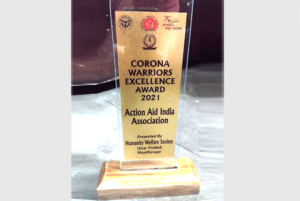 CORONA
WARRIORS
EXCELLENCE
AWARD
2021
Action Aid India
Association
Presented By
Humanity Welfare Society
Uttar Pradesh
Muzaffarnagar